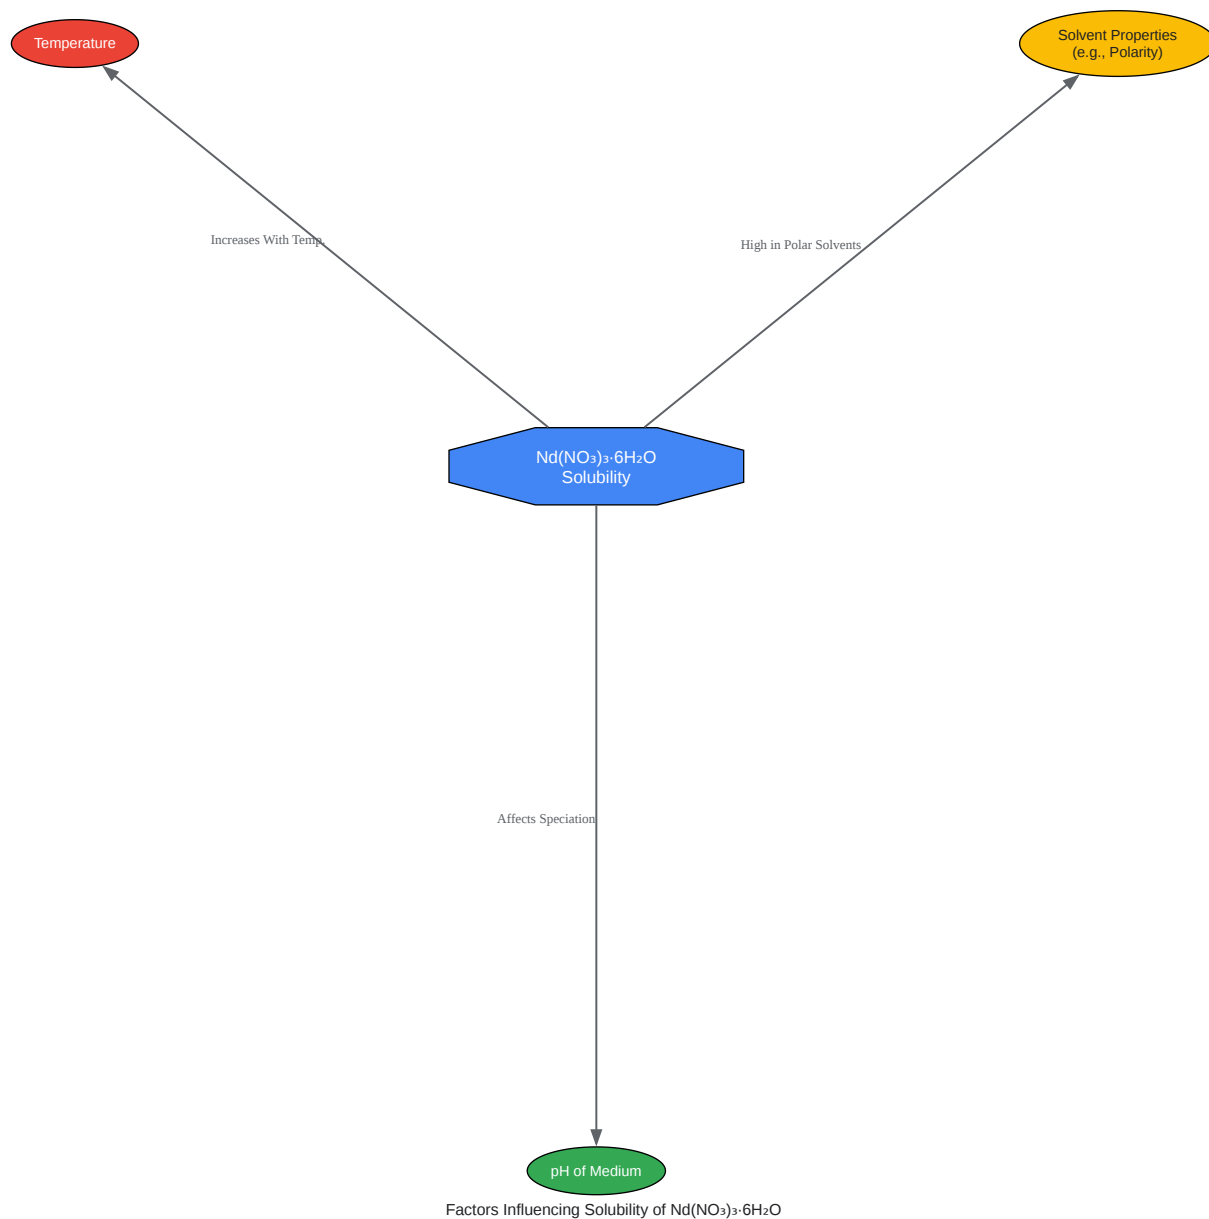 Temperature
Solvent Properties
(e.g., Polarity)
Increases With Temp.
High in Polar Solvents
Nd(NO₃)₃·6H₂O
Solubility
Affects Speciation
pH of Medium
Factors Influencing Solubility of Nd(NO₃)₃·6H₂O